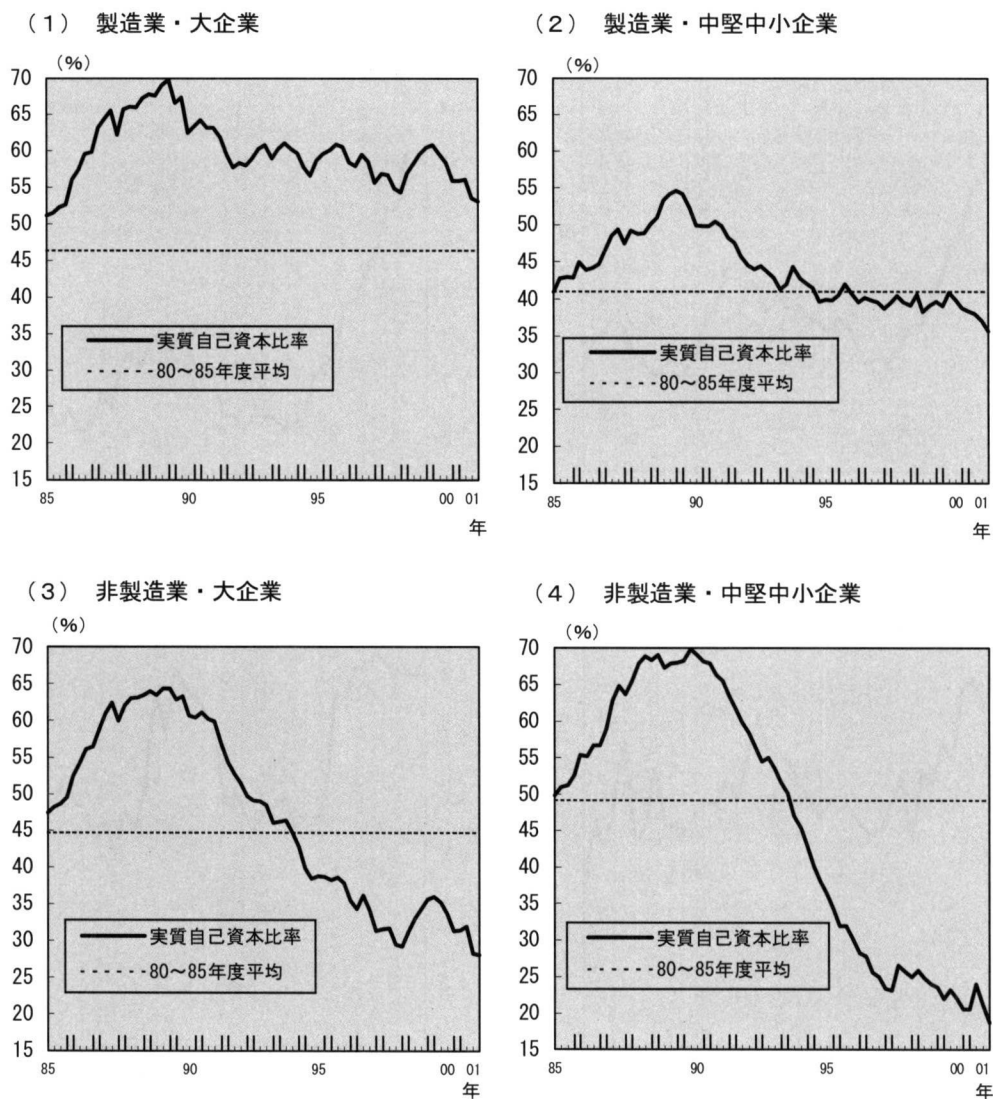 （１） 製造業・大企業
（％）
70
65
60
55
50
45
40
35
30
25
20
15
実質自己資本比率
80～85年度平均
85 90 95 00 01
年
（２） 製造業・中堅中小企業
（％）
70
65
60
55
50
45
40
35
30
25
20
15
実質自己資本比率
80～85年度平均
85 90 95 00 01
年
（３） 非製造業・大企業
（％）
70
65
60
55
50
45
40
35
30
25
20
15
実質自己資本比率
80～85年度平均
85 90 95 00 01
年
（４） 非製造業・中堅中小企業
（％）
70
65
60
55
50
45
40
35
30
25
20
15
実質自己資本比率
80～85年度平均
85 90 95 00 01
年